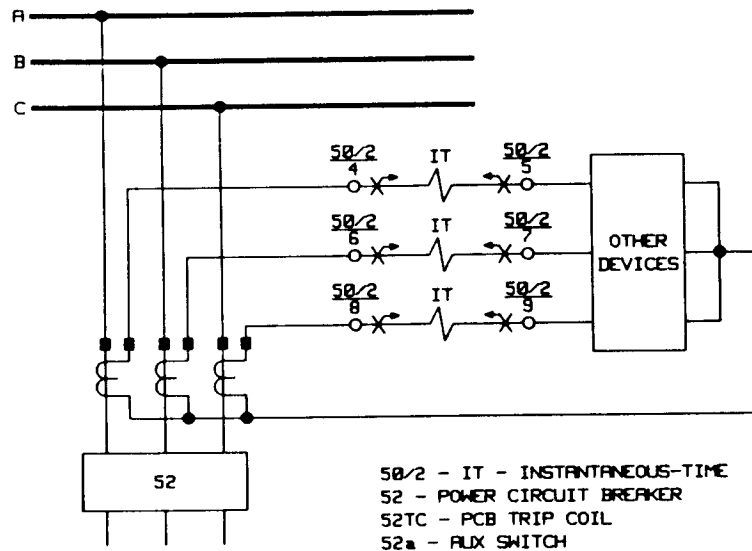 A
B
C
50/2 IT 50/2
4 5
50/2 IT 50/2
6 7
50/2 IT 50/2
8 9
OTHER
DEVICES
52
50/2 - IT - INSTANTANEOUS-TIME
52 - POWER CIRCUIT BREAKER
52TC - PCB TRIP COIL
52a - AUX SWITCH